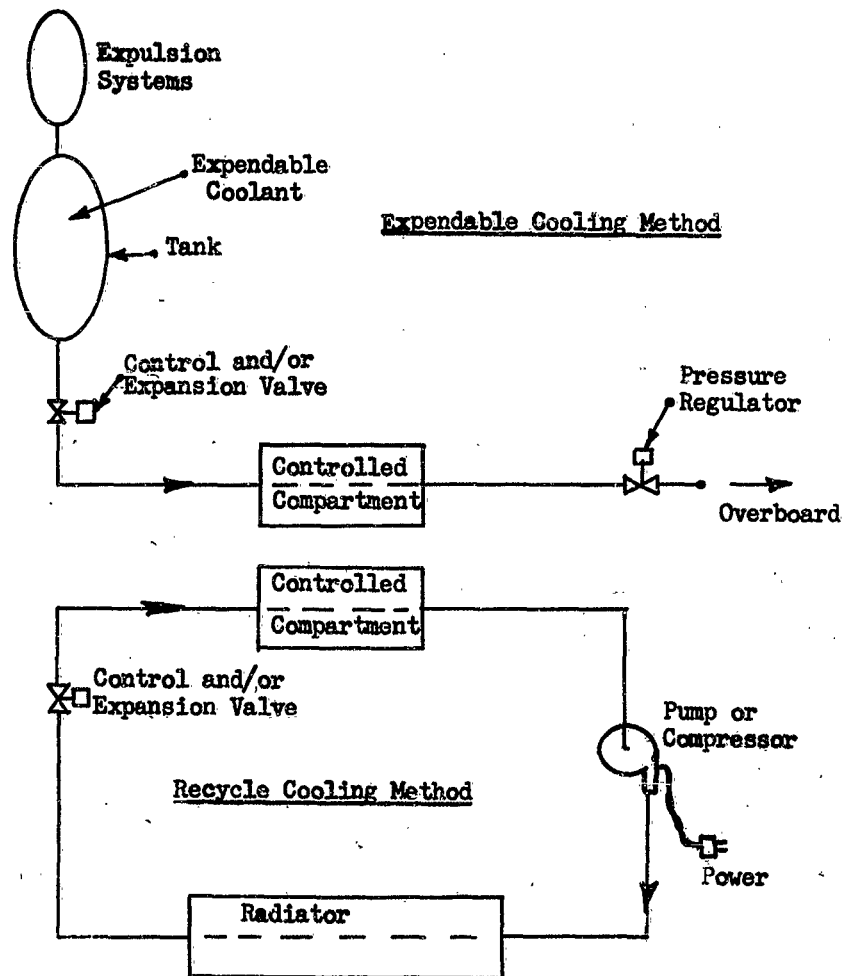 Expulsion
Systems
Expendable
Coolant
Expendable Cooling Method
Tank
Control and/or
Expansion Valve
Pressure
Regulator
Controlled
Compartment
Overboard
Controlled
Compartment
Control and/or
Expansion Valve
Pump or
Compressor
Recycle Cooling Method
Power
Radiator